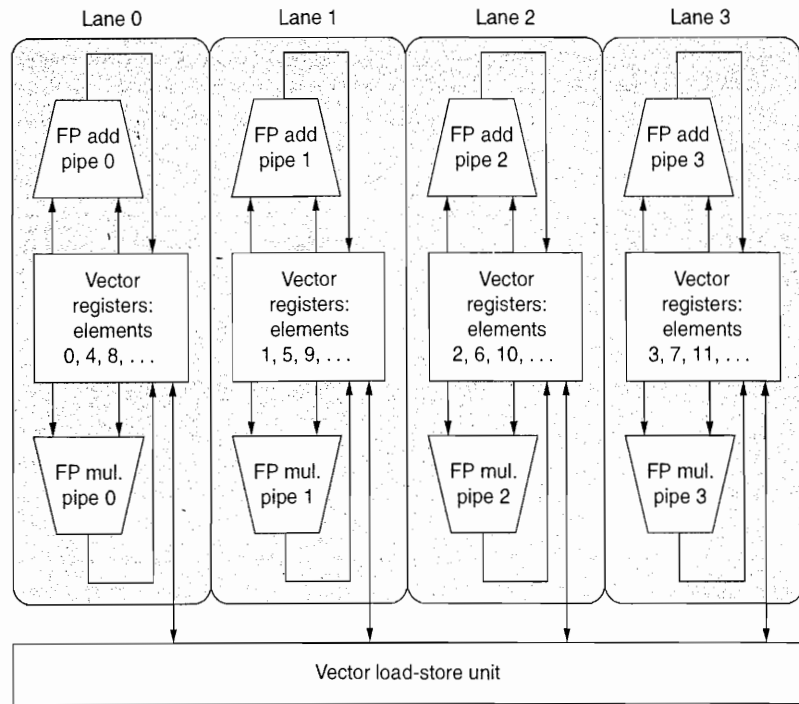 Lane 0
Lane 1
Lane 2
Lane 3
FP add
pipe 0
FP add
pipe 1
FP add
pipe 2
FP add
pipe 3
Vector
registers:
elements
0, 4, 8, . . .
Vector
registers:
elements
1, 5, 9, . . .
Vector
registers:
elements
2, 6, 10, . . .
Vector
registers:
elements
3, 7, 11, . . .
FP mul.
pipe 0
FP mul.
pipe 1
FP mul.
pipe 2
FP mul.
pipe 3
Vector load-store unit